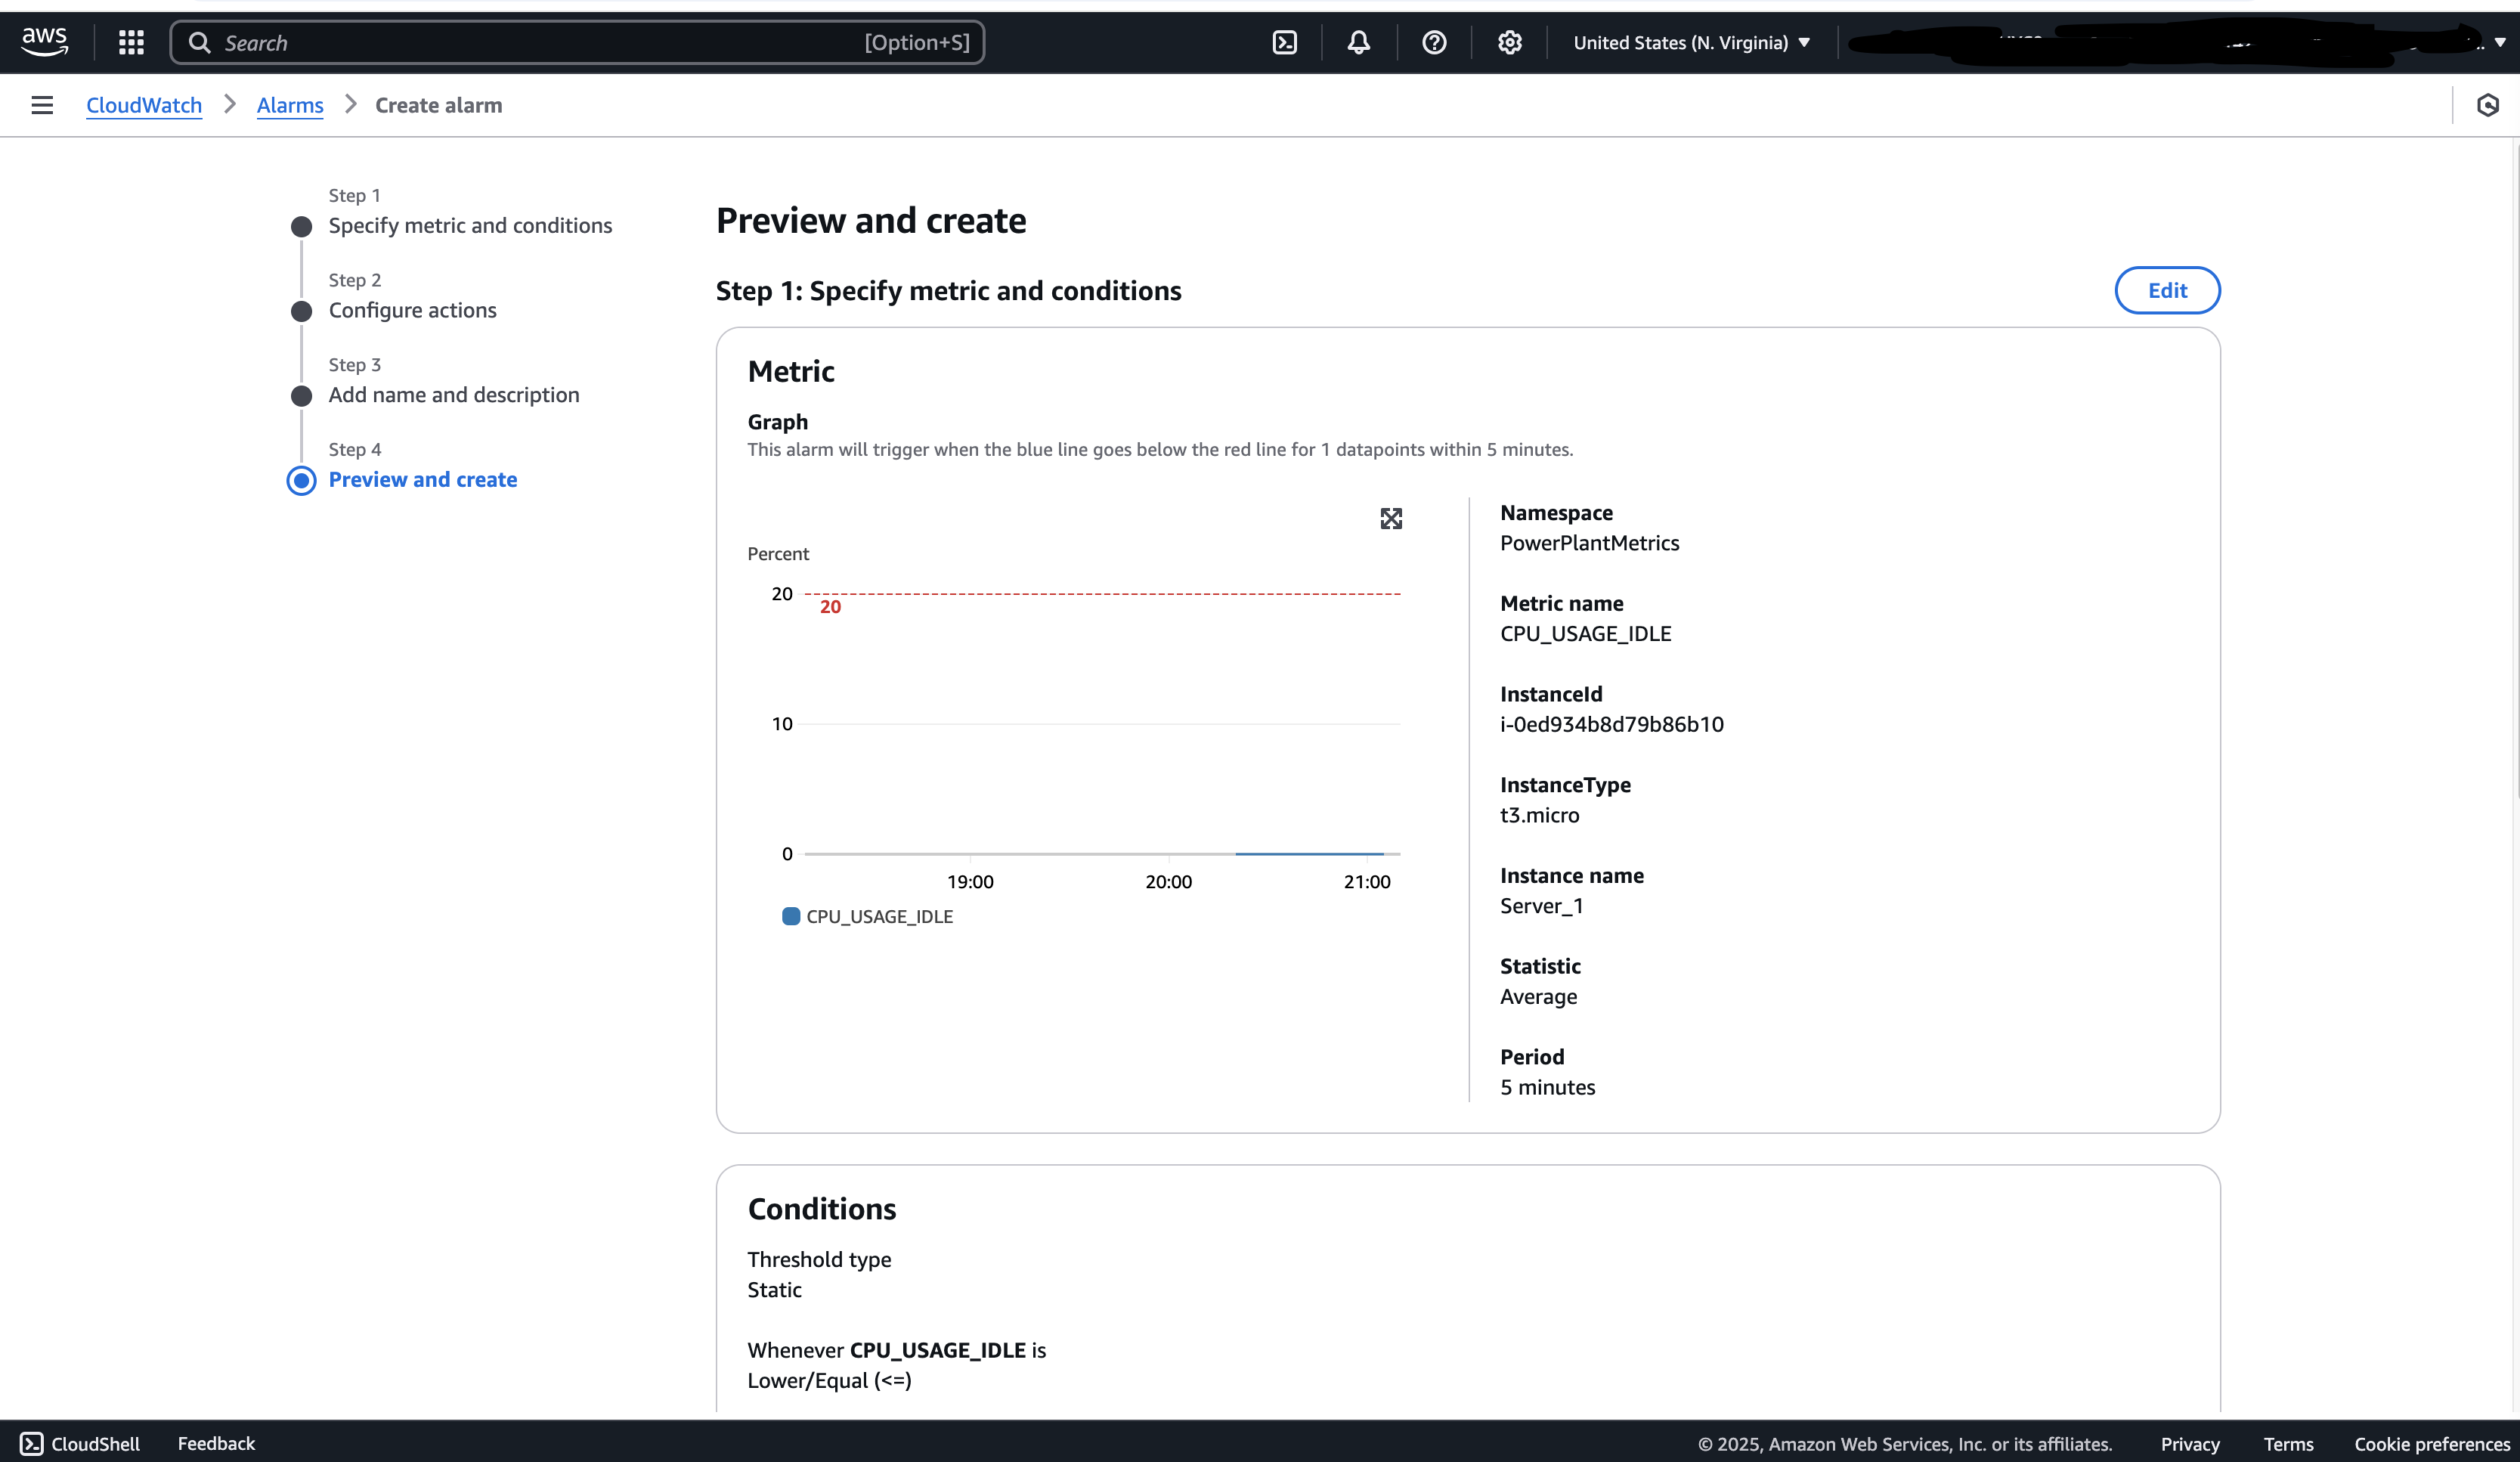 aws
Search [Option+S]
United States (N. Virginia)
CloudWatch > Alarms > Create alarm
Step 1
Specify metric and conditions
Step 2
Configure actions
Step 3
Add name and description
Step 4
Preview and create
Preview and create
Step 1: Specify metric and conditions
Edit
Metric
Graph
This alarm will trigger when the blue line goes below the red line for 1 datapoints within 5 minutes.
Percent
20
20
10
0
19:00 20:00 21:00
CPU_USAGE_IDLE
Namespace
PowerPlantMetrics
Metric name
CPU_USAGE_IDLE
InstanceId
i-0ed934b8d79b86b10
InstanceType
t3.micro
Instance name
Server_1
Statistic
Average
Period
5 minutes
Conditions
Threshold type
Static
Whenever CPU_USAGE_IDLE is
Lower/Equal (<=)
CloudShell Feedback © 2025, Amazon Web Services, Inc. or its affiliates. Privacy Terms Cookie preferences